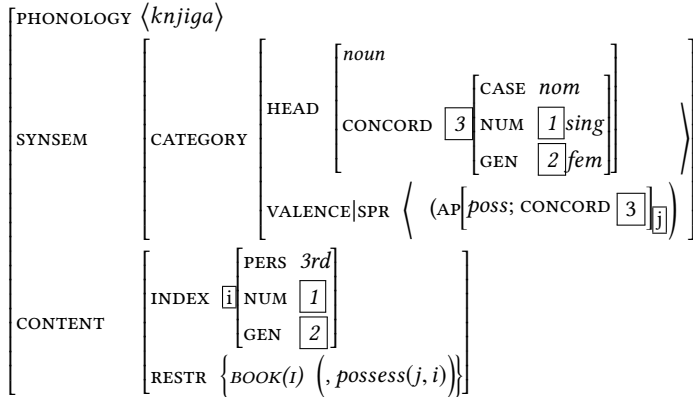 PHONOLOGY ⟨knjiga⟩
SYNSEM CATEGORY HEAD noun
CONCORD 3 CASE nom
NUM 1 sing
GEN 2 fem
VALENCE|SPR ⟨ (AP[poss; CONCORD 3]j) ⟩
CONTENT INDEX i PERS 3rd
NUM 1
GEN 2
RESTR {BOOK(I) (, possess(j, i))}